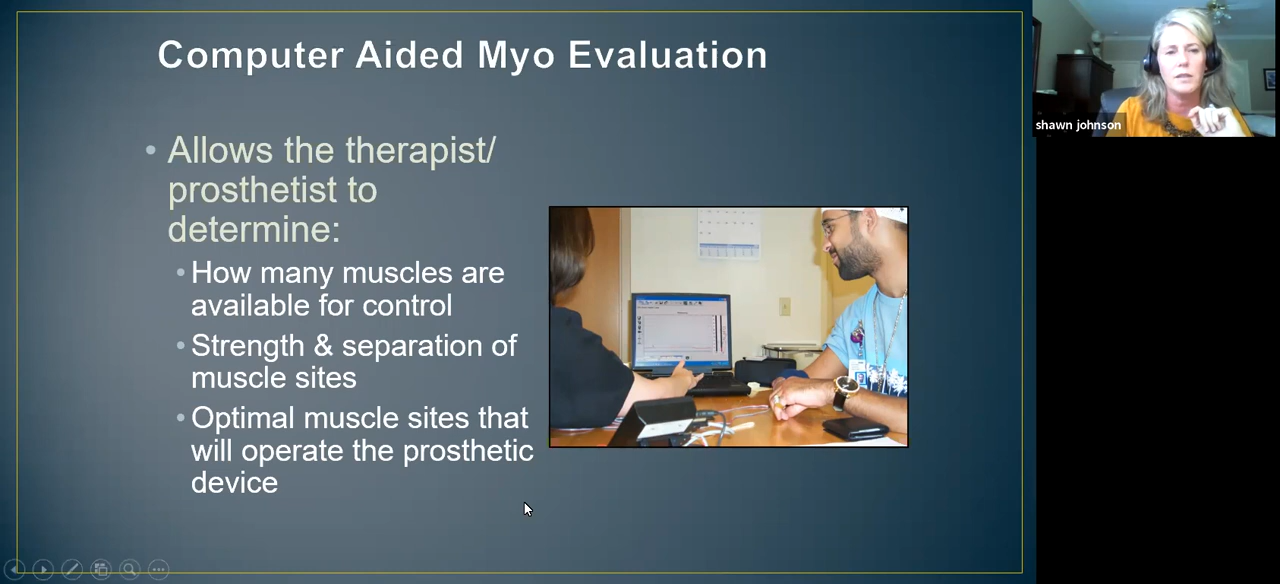 Computer Aided Myo Evaluation
• Allows the therapist/
prosthetist to
determine:
• How many muscles are
available for control
• Strength & separation of
muscle sites
• Optimal muscle sites that
will operate the prosthetic
device
shawn johnson